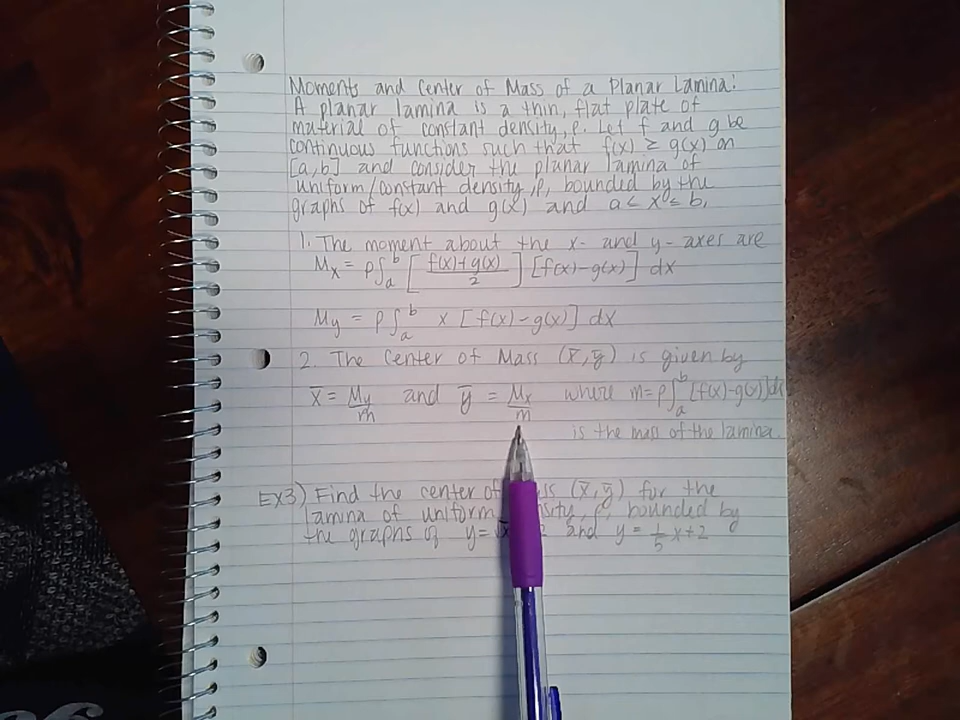 Moments and Center of Mass of a Planar Lamina:
A planar lamina is a thin, flat plate of
material of constant density, ρ. Let f and g be
continuous functions such that f(x) ≥ g(x) on
[a,b] and consider the planar lamina of
uniform/constant density, ρ, bounded by the
graphs of f(x) and g(x) and a ≤ x ≤ b.
1. The moment about the x- and y-axes are
Mx = ρ∫_a^b [(f(x)+g(x))/2] [f(x)-g(x)] dx
My = ρ∫_a^b x [f(x)-g(x)] dx
2. The Center of Mass (x̄,ȳ) is given by
x̄ = My/m and ȳ = Mx/m where m=ρ∫_a^b [f(x)-g(x)]dx
is the mass of the lamina.
Ex3) Find the center of (x̄,ȳ) for the
lamina of uniform ρ, bounded by
the graphs of y= and y = 1/5 x+2